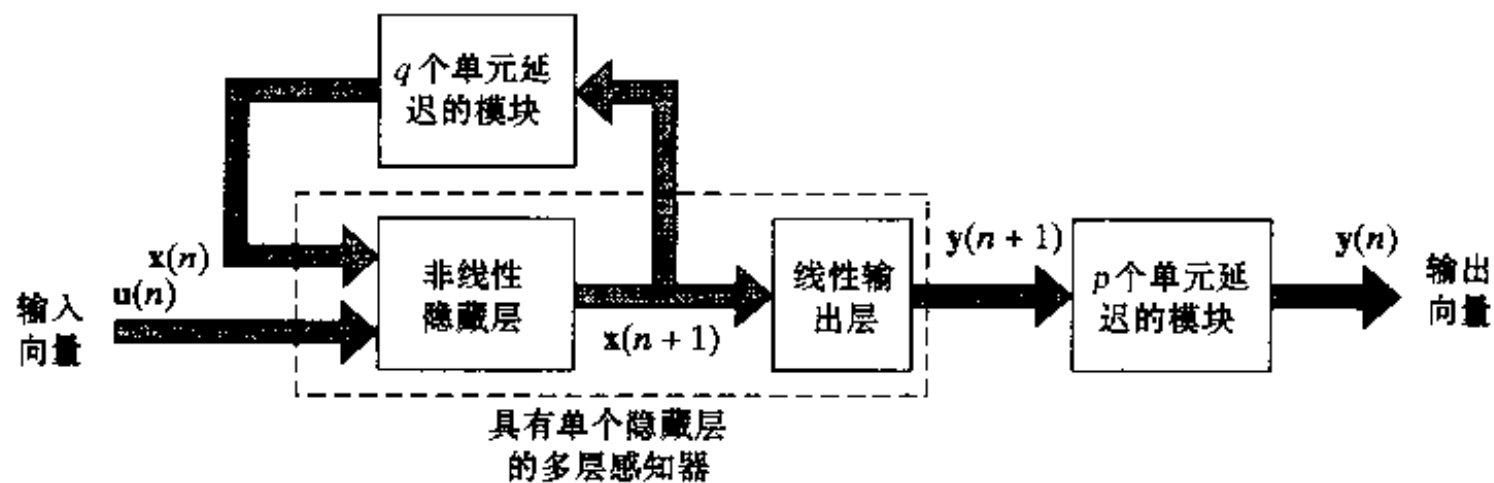 q个单元延
迟的模块
x(n)
u(n)
输入
向量
非线性
隐藏层
x(n + 1)
线性输
出层
y(n + 1)
p个单元延
迟的模块
y(n)
输出
向量
具有单个隐藏层
的多层感知器